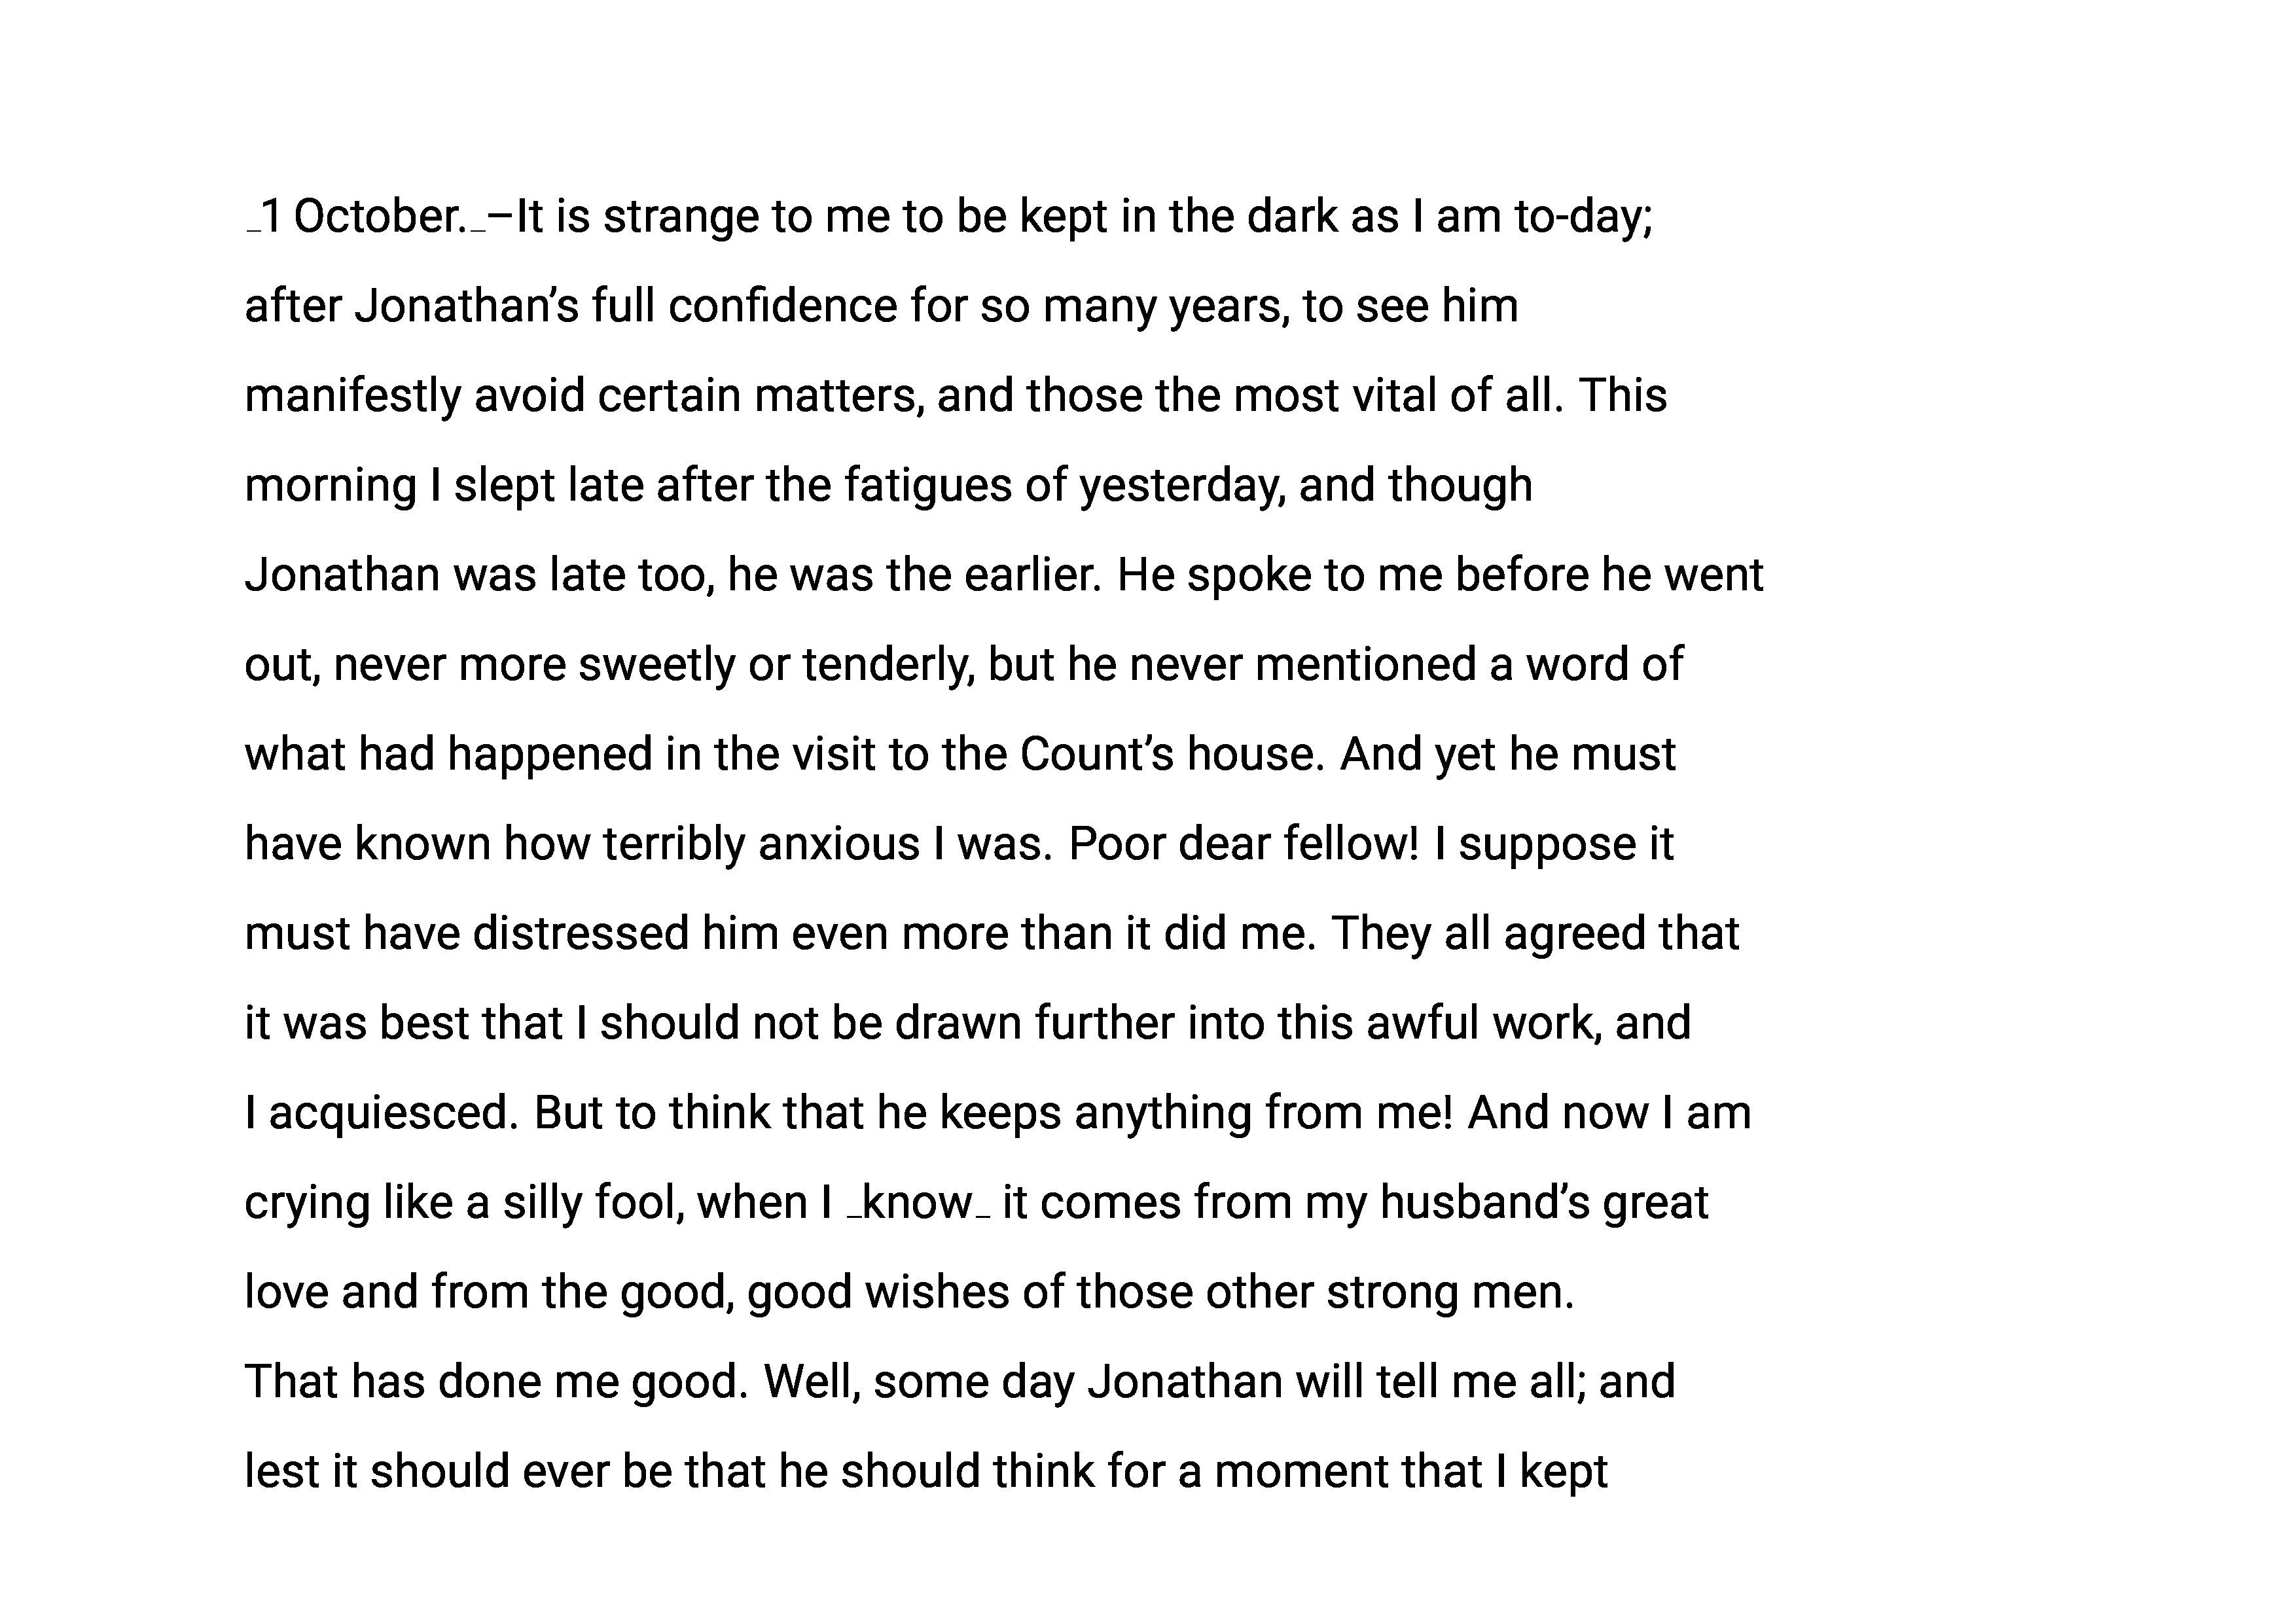 _1 October._–It is strange to me to be kept in the dark as I am to-day;
after Jonathan’s full confidence for so many years, to see him
manifestly avoid certain matters, and those the most vital of all. This
morning I slept late after the fatigues of yesterday, and though
Jonathan was late too, he was the earlier. He spoke to me before he went
out, never more sweetly or tenderly, but he never mentioned a word of
what had happened in the visit to the Count’s house. And yet he must
have known how terribly anxious I was. Poor dear fellow! I suppose it
must have distressed him even more than it did me. They all agreed that
it was best that I should not be drawn further into this awful work, and
I acquiesced. But to think that he keeps anything from me! And now I am
crying like a silly fool, when I _know_ it comes from my husband’s great
love and from the good, good wishes of those other strong men.
That has done me good. Well, some day Jonathan will tell me all; and
lest it should ever be that he should think for a moment that I kept